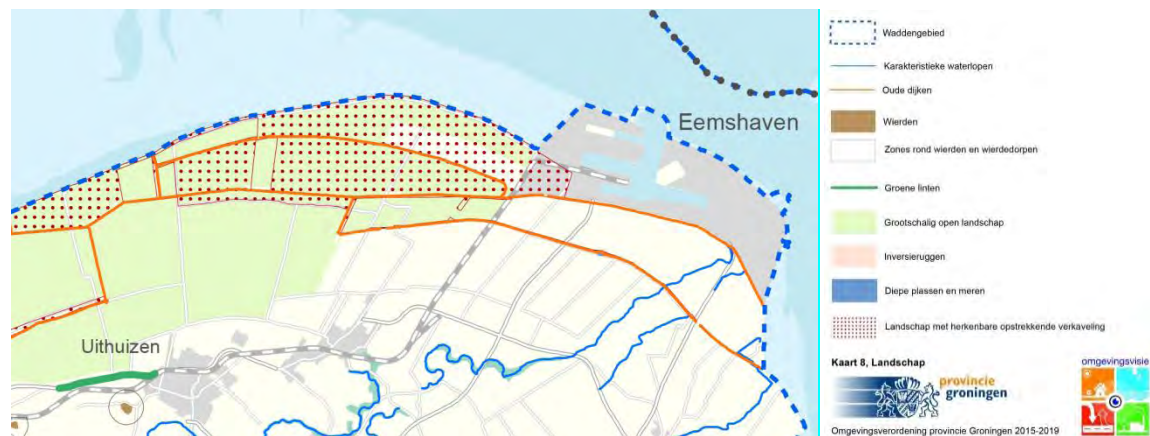 Eemshaven
Uithuizen
Waddengebied
Karakteristieke waterlopen
Oude dijken
Wierden
Zones rond wierden en wierdedorpen
Groene linten
Grootschalig open landschap
Inversieruggen
Diepe plassen en meren
Landschap met herkenbare opstrekkende verkaveling
Kaart 8, Landschap
provincie
groningen
omgevingsvisie
Omgevingsverordening provincie Groningen 2015-2019